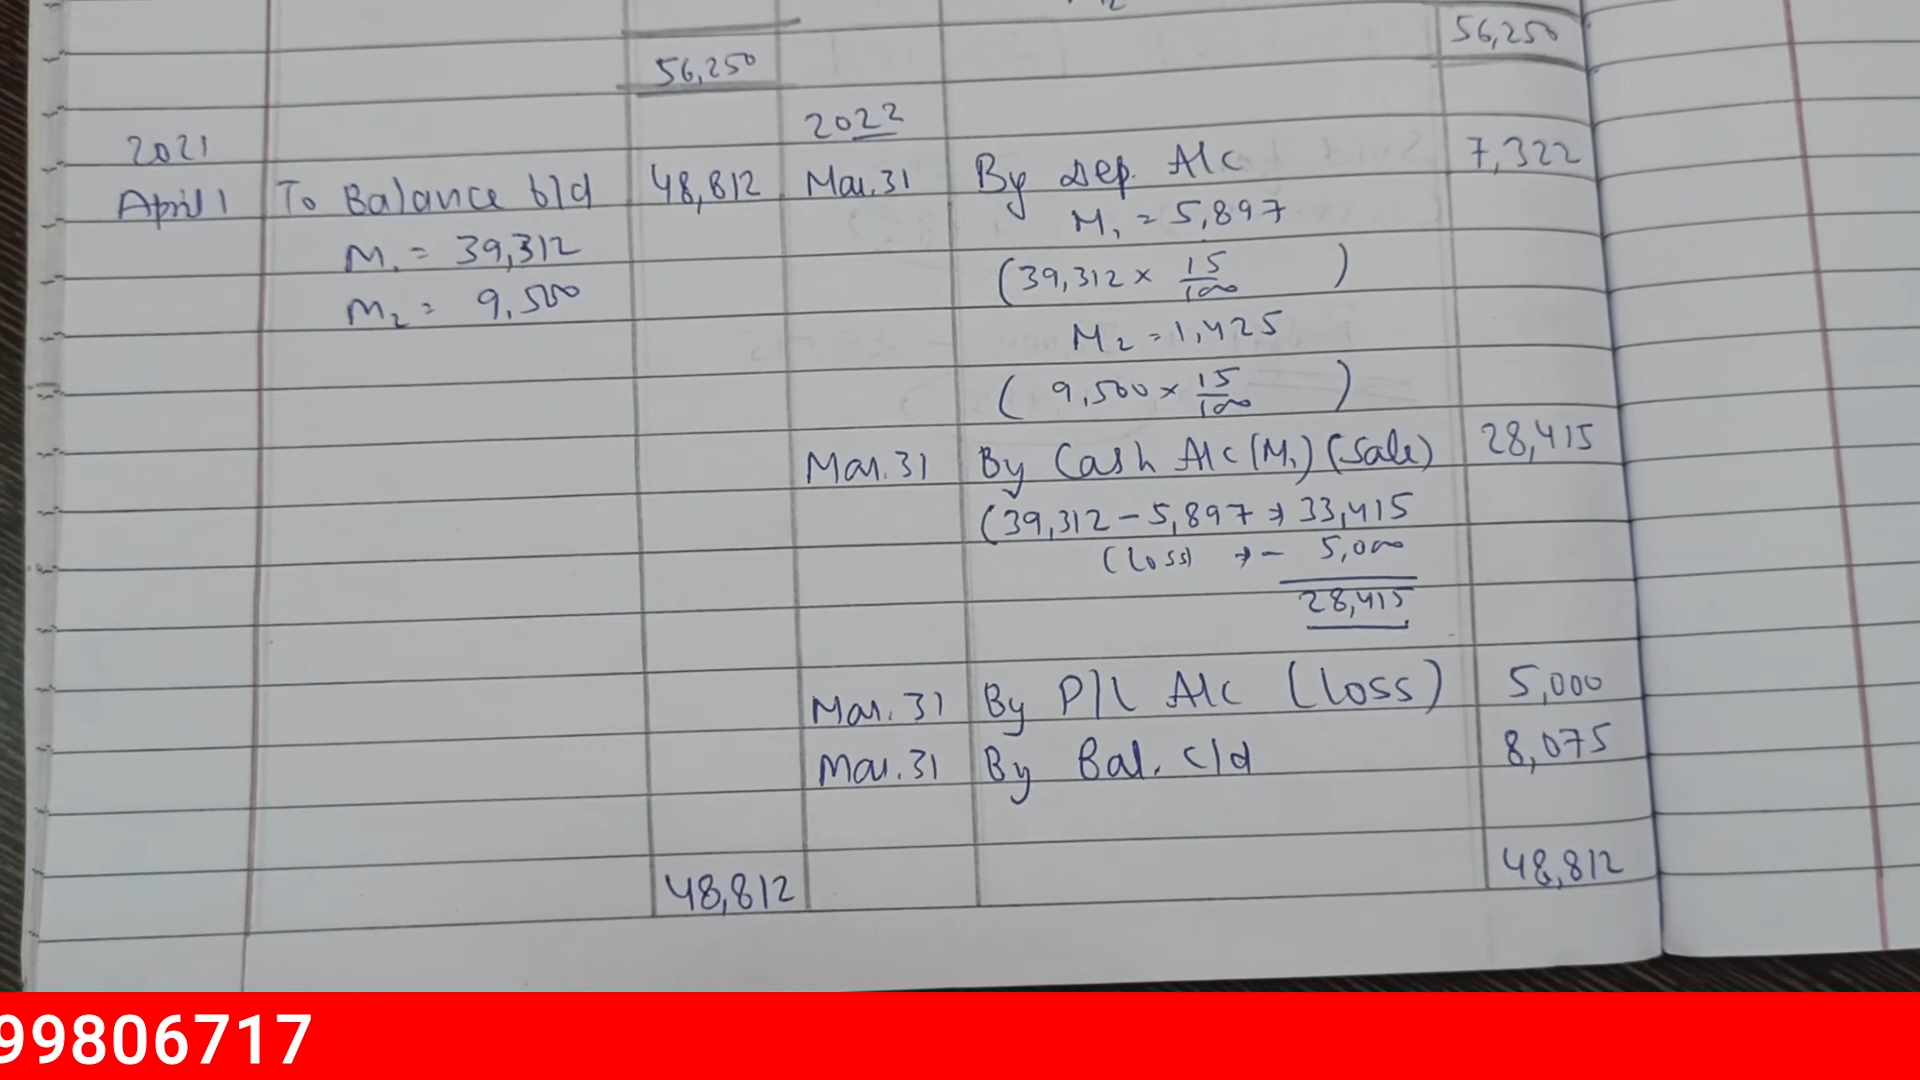 56,250
56,250
2021
2022
April 1 To Balance b/d 48,812 Mar. 31 By Dep. A/c 7,322
M1 = 39,312
M1 = 5,897
M2 = 9,500
(39,312 × 15/100)
M2 = 1,425
(9,500 × 15/100)
Mar. 31 By Cash A/c (M1) (Sale) 28,415
(39,312 - 5,897 → 33,415
(Loss) → - 5,000
28,415
Mar. 31 By P/L A/c (Loss) 5,000
Mar. 31 By Bal. c/d 8,075
48,812
48,812
99806717